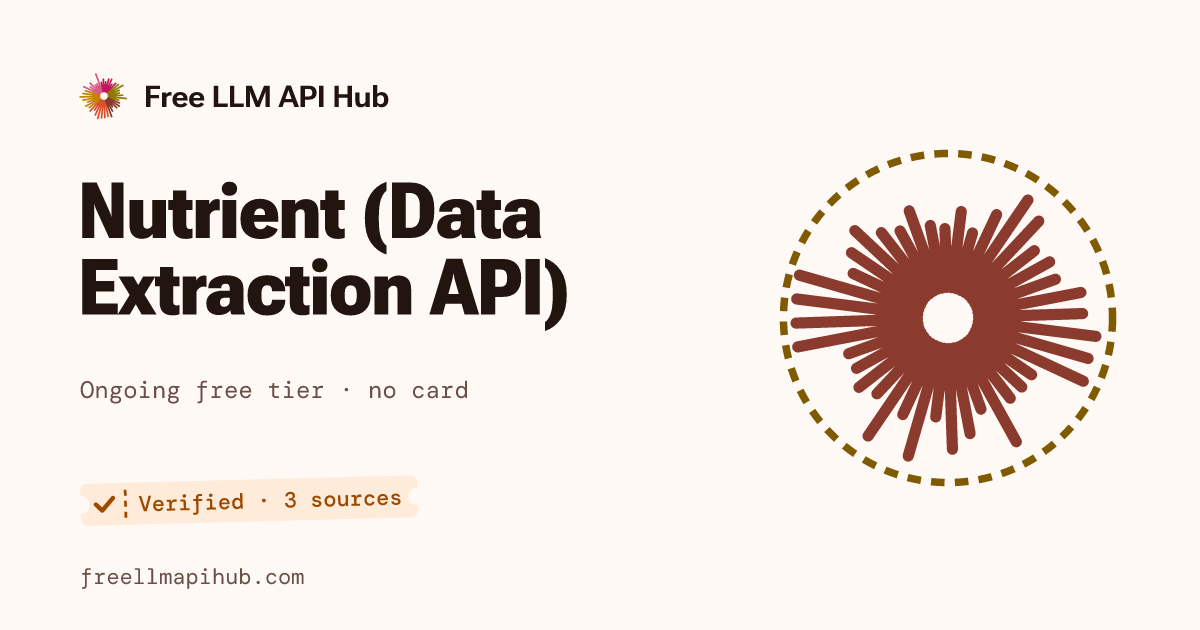 Free LLM API Hub
Nutrient (Data
Extraction API)
Ongoing free tier · no card
Verified · 3 sources
freellmapihub.com